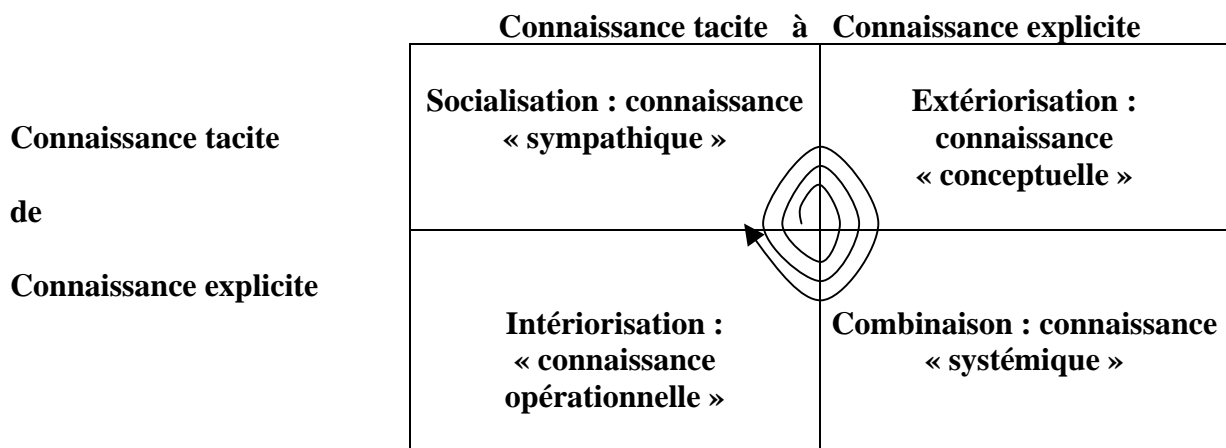 Connaissance tacite à Connaissance explicite
Socialisation : connaissance
« sympathique »
Extériorisation :
connaissance
« conceptuelle »
Connaissance tacite
de
Connaissance explicite
Intériorisation :
« connaissance
opérationnelle »
Combinaison : connaissance
« systémique »